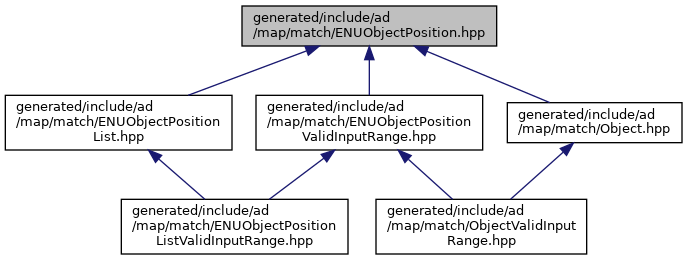 generated/include/ad
/map/match/ENUObjectPosition.hpp
generated/include/ad
/map/match/ENUObjectPosition
List.hpp
generated/include/ad
/map/match/ENUObjectPosition
ValidInputRange.hpp
generated/include/ad
/map/match/Object.hpp
generated/include/ad
/map/match/ENUObjectPosition
ListValidInputRange.hpp
generated/include/ad
/map/match/ObjectValidInput
Range.hpp